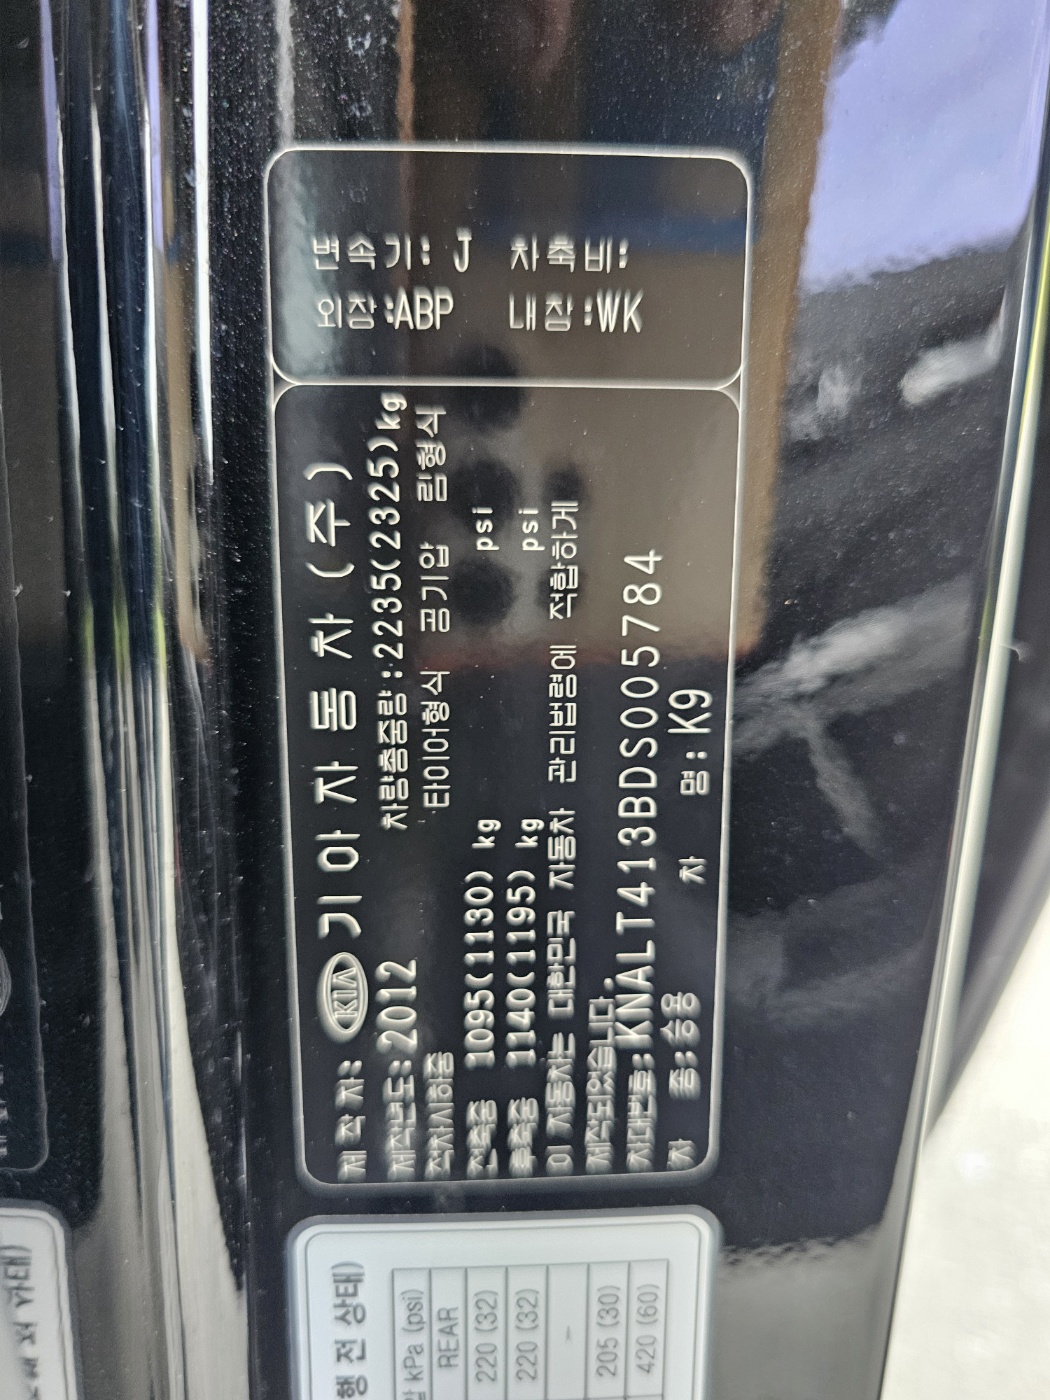 변속기: J 차축비:
외장:ABP 내장:WK
제 작 자: KIA 기 아 자 동 차 ( 주 )
제작년도:2012 차량총중량:2235(2325)kg
적차시하중 타이어형식 공기압 림형식
전축중 1095(1130) kg psi
후축중 1140(1195) kg psi
이 자동차는 대한민국 자동차 관리법령에 적합하게
제작되었습니다.
차대번호:KNALT413BDS005784
차 종:승용 차 명:K9
행 전 상태)
kPa (psi)
REAR
220 (32)
220 (32)
-
205 (30)
420 (60)